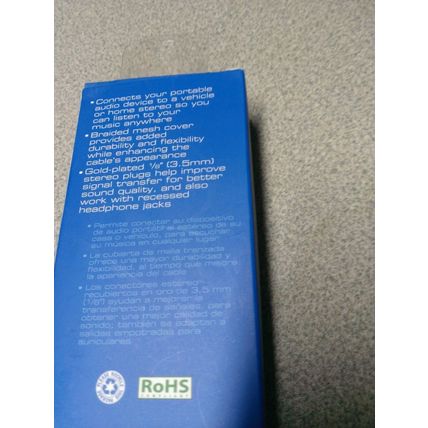 •Connects your portable
audio device to a vehicle
or home stereo so you
can listen to your
music anywhere
•Braided mesh cover
provides added
durability and flexibility
while enhancing the
cable's appearance
•Gold-plated 1/8" (3.5mm)
stereo plugs help improve
signal transfer for better
sound quality, and also
work with recessed
headphone jacks
•Permite conectar su dispositivo
de audio portátil al estéreo de su
casa o vehículo, para escuchar
su música en cualquier lugar
•La cubierta de malla trenzada
ofrece una mayor durabilidad y
flexibilidad, al tiempo que mejora
la apariencia del cable
•Los conectores estéreo
recubiertos en oro de 3,5 mm
(1/8") ayudan a mejorar la
transferencia de señales, para
obtener una mejor calidad de
sonido; también se adaptan a
salidas empotradas para
auriculares
RoHS
COMPLIANT